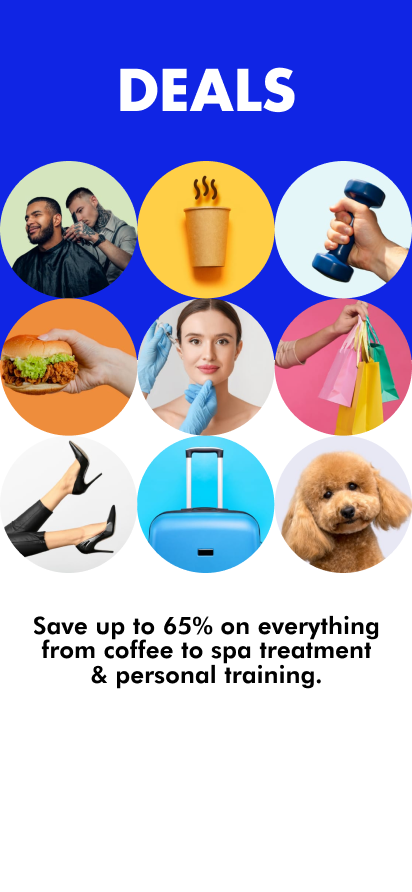 DEALS
Save up to 65% on everything
from coffee to spa treatment
& personal training.